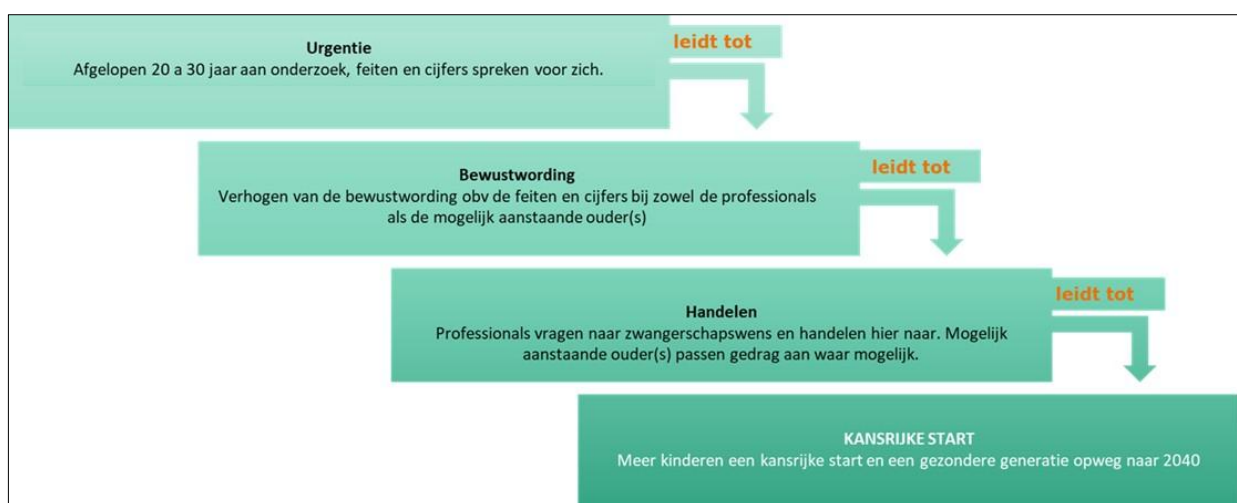 Urgentie
Afgelopen 20 a 30 jaar aan onderzoek, feiten en cijfers spreken voor zich.
leidt tot
Bewustwording
Verhogen van de bewustwording obv de feiten en cijfers bij zowel de professionals
als de mogelijk aanstaande ouder(s)
leidt tot
Handelen
Professionals vragen naar zwangerschapswens en handelen hier naar. Mogelijk
aanstaande ouder(s) passen gedrag aan waar mogelijk.
leidt tot
KANSRIJKE START
Meer kinderen een kansrijke start en een gezondere generatie opweg naar 2040